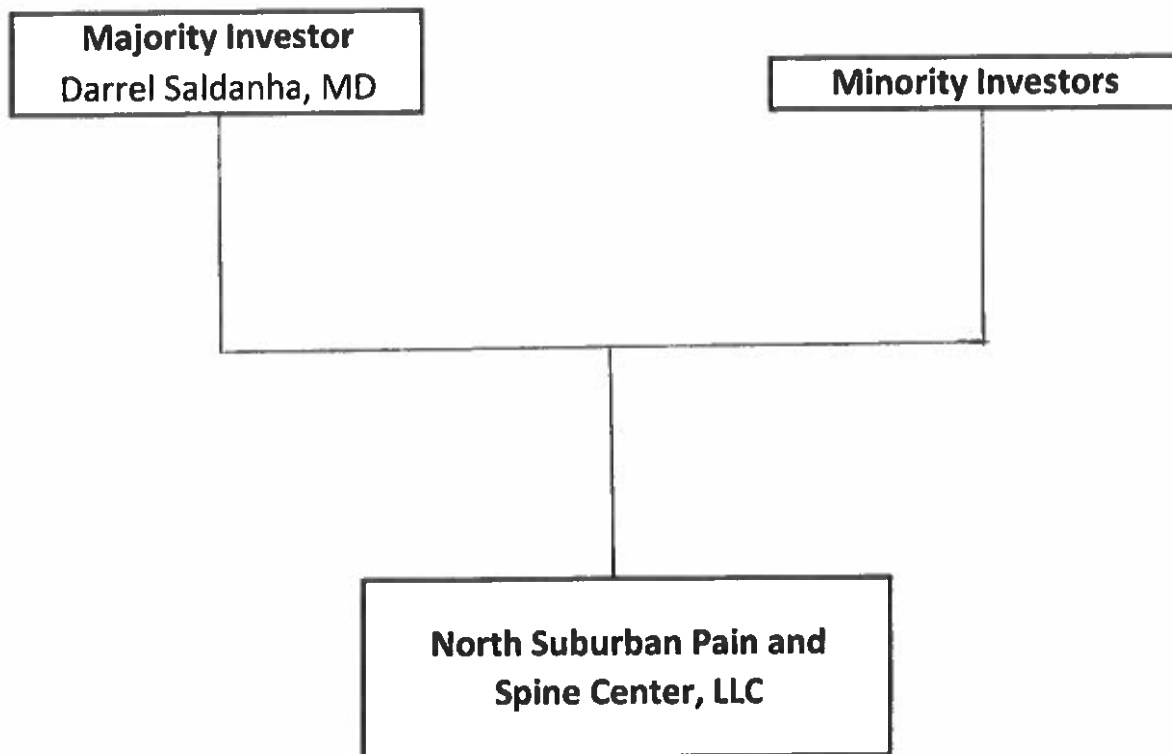 Majority Investor
Darrel Saldanha, MD
Minority Investors
North Suburban Pain and
Spine Center, LLC